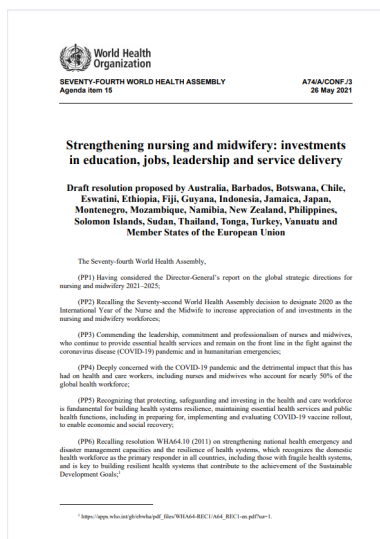 World Health
Organization
SEVENTY-FOURTH WORLD HEALTH ASSEMBLY A74/A/CONF./3
Agenda item 15 26 May 2021
Strengthening nursing and midwifery: investments
in education, jobs, leadership and service delivery
Draft resolution proposed by Australia, Barbados, Botswana, Chile,
Eswatini, Ethiopia, Fiji, Guyana, Indonesia, Jamaica, Japan,
Montenegro, Mozambique, Namibia, New Zealand, Philippines,
Solomon Islands, Sudan, Thailand, Tonga, Turkey, Vanuatu and
Member States of the European Union
The Seventy-fourth World Health Assembly,
(PP1) Having considered the Director-General's report on the global strategic directions for
nursing and midwifery 2021–2025;
(PP2) Recalling the Seventy-second World Health Assembly decision to designate 2020 as the
International Year of the Nurse and the Midwife to increase appreciation of and investments in the
nursing and midwifery workforces;
(PP3) Commending the leadership, commitment and professionalism of nurses and midwives,
who continue to provide essential health services and remain on the front line in the fight against the
coronavirus disease (COVID-19) pandemic and in humanitarian emergencies;
(PP4) Deeply concerned with the COVID-19 pandemic and the detrimental impact that this has
had on health and care workers, including nurses and midwives who account for nearly 50% of the
global health workforce;
(PP5) Recognizing that protecting, safeguarding and investing in the health and care workforce
is fundamental for building health systems resilience, maintaining essential health services and public
health functions, including in preparing for, implementing and evaluating COVID-19 vaccine rollout,
to enable economic and social recovery;
(PP6) Recalling resolution WHA64.10 (2011) on strengthening national health emergency and
disaster management capacities and the resilience of health systems, which recognizes the domestic
health workforce as the primary responder in all countries, including those with fragile health systems,
and is key to building resilient health systems that contribute to the achievement of the Sustainable
Development Goals;¹
¹ https://apps.who.int/gb/ebwha/pdf_files/WHA64-REC1/A64_REC1-en.pdf?ua=1.